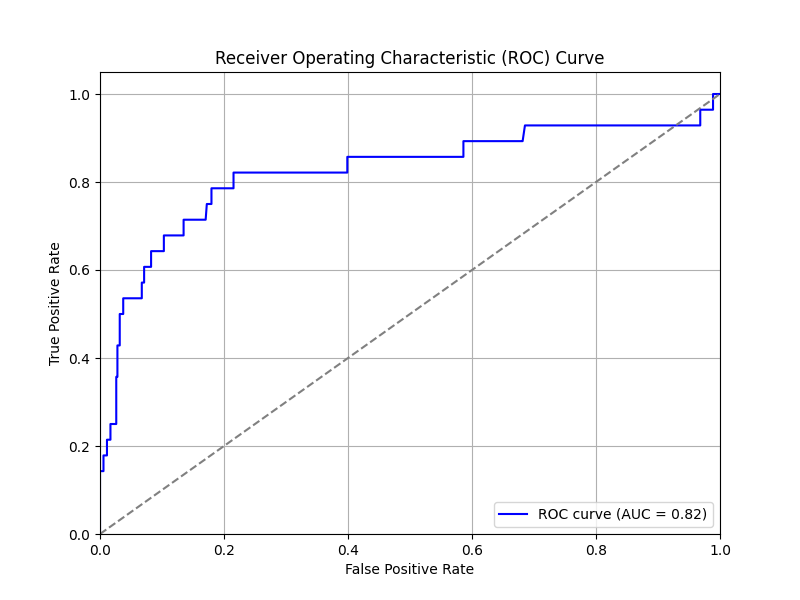 Receiver Operating Characteristic (ROC) Curve
1.0
0.8
0.6
0.4
0.2
0.0
True Positive Rate
0.0 0.2 0.4 0.6 0.8 1.0
False Positive Rate
ROC curve (AUC = 0.82)